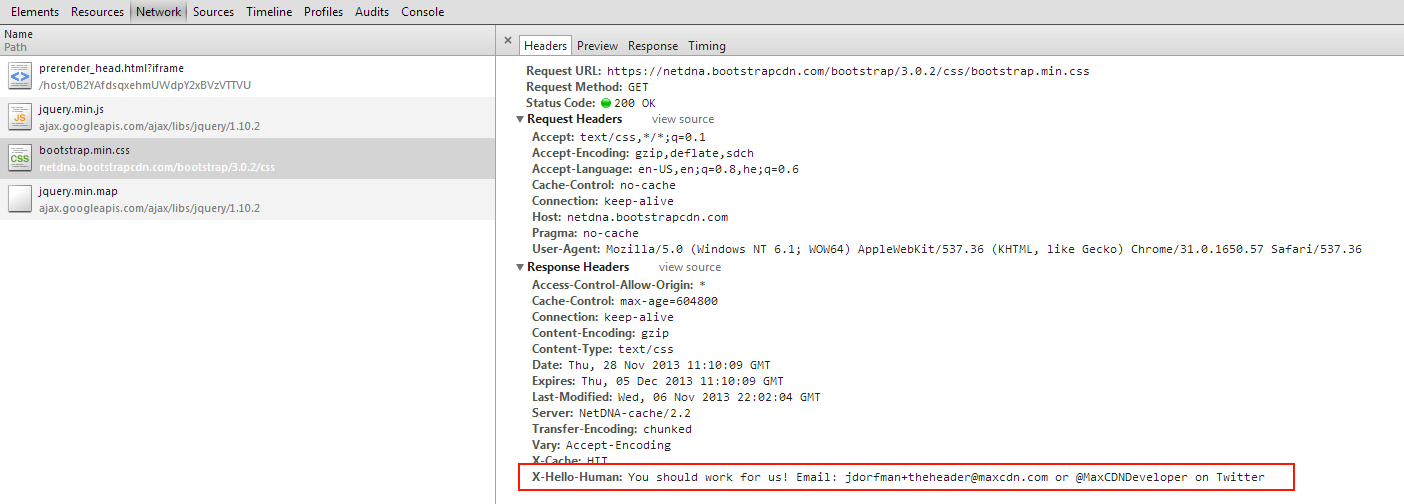 Elements Resources Network Sources Timeline Profiles Audits Console
Name
Path
× Headers Preview Response Timing
prerender_head.html?iframe
/host/0B2YAfdsqxehmUWdpY2xBVzVTTVU
JS
jquery.min.js
ajax.googleapis.com/ajax/libs/jquery/1.10.2
CSS
bootstrap.min.css
netdna.bootstrapcdn.com/bootstrap/3.0.2/css
jquery.min.map
ajax.googleapis.com/ajax/libs/jquery/1.10.2
Request URL: https://netdna.bootstrapcdn.com/bootstrap/3.0.2/css/bootstrap.min.css
Request Method: GET
Status Code: 200 OK
Request Headers view source
Accept: text/css,*/*;q=0.1
Accept-Encoding: gzip,deflate,sdch
Accept-Language: en-US,en;q=0.8,he;q=0.6
Cache-Control: no-cache
Connection: keep-alive
Host: netdna.bootstrapcdn.com
Pragma: no-cache
User-Agent: Mozilla/5.0 (Windows NT 6.1; WOW64) AppleWebKit/537.36 (KHTML, like Gecko) Chrome/31.0.1650.57 Safari/537.36
Response Headers view source
Access-Control-Allow-Origin: *
Cache-Control: max-age=604800
Connection: keep-alive
Content-Encoding: gzip
Content-Type: text/css
Date: Thu, 28 Nov 2013 11:10:09 GMT
Expires: Thu, 05 Dec 2013 11:10:09 GMT
Last-Modified: Wed, 06 Nov 2013 22:02:04 GMT
Server: NetDNA-cache/2.2
Transfer-Encoding: chunked
Vary: Accept-Encoding
X-Cache: HIT
X-Hello-Human: You should work for us! Email: jdorfman+theheader@maxcdn.com or @MaxCDNDeveloper on Twitter